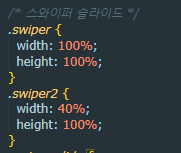 /* 스와이퍼 슬라이드 */
.swiper {
width: 100%;
height: 100%;
}
.swiper2 {
width: 40%;
height: 100%;
}